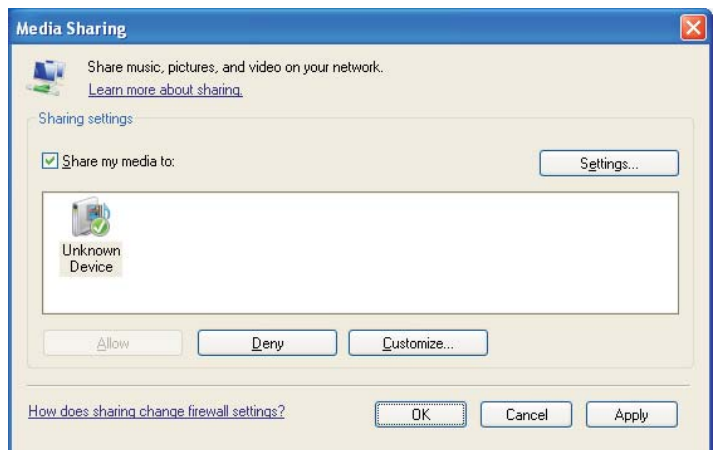 Media Sharing
Share music, pictures, and video on your network.
Learn more about sharing.
Sharing settings
Share my media to:
Settings...
Unknown
Device
Allow
Deny
Customize...
How does sharing change firewall settings?
OK
Cancel
Apply